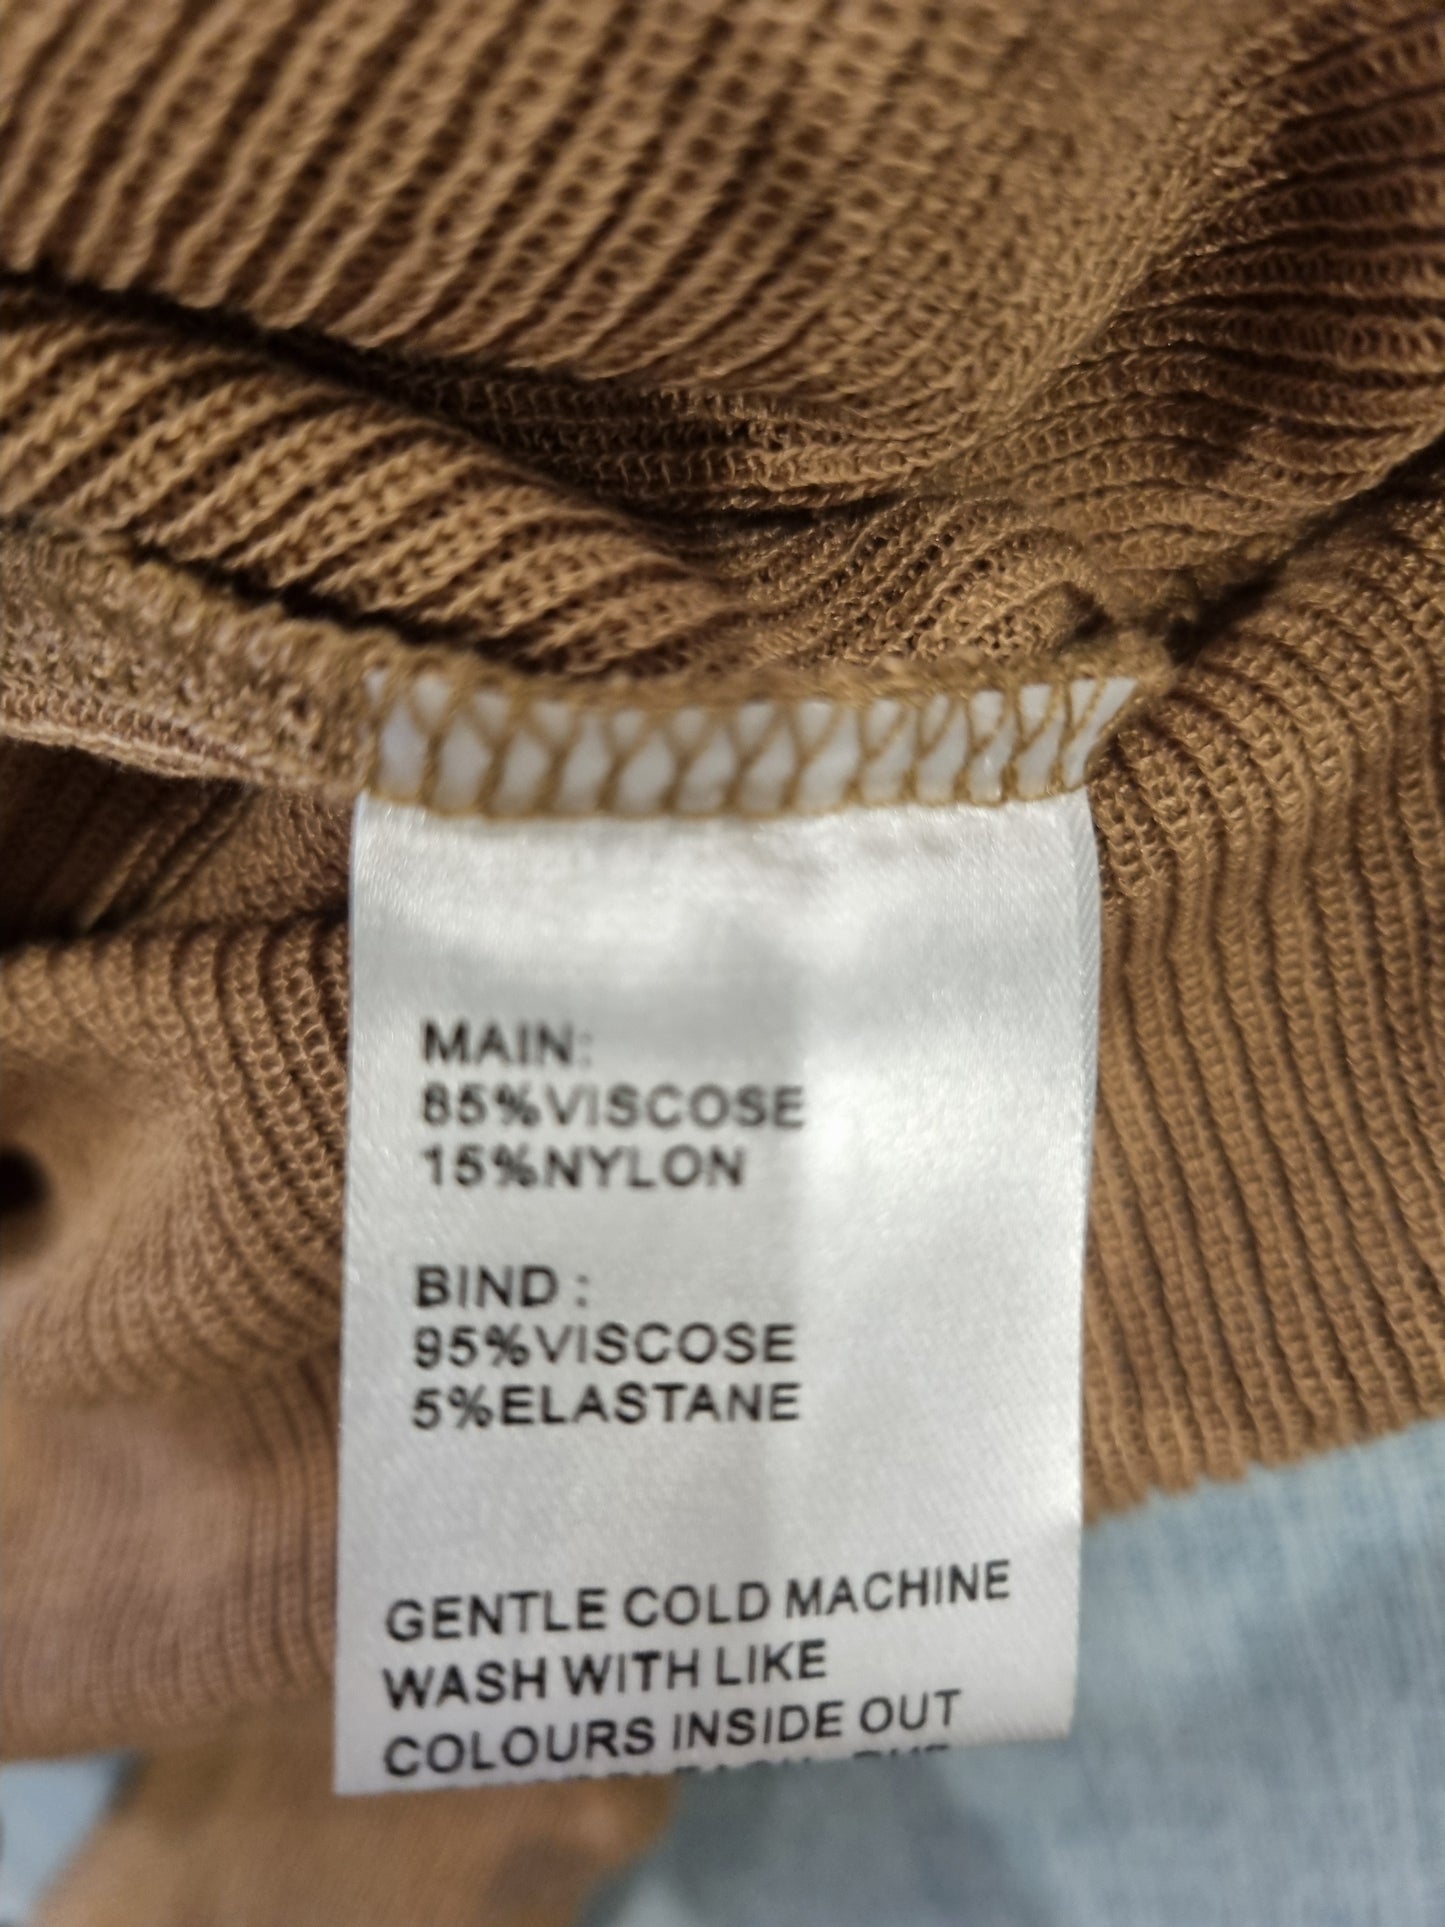 MAIN:
85%VISCOSE
15%NYLON
BIND :
95%VISCOSE
5%ELASTANE
GENTLE COLD MACHINE
WASH WITH LIKE
COLOURS INSIDE OUT